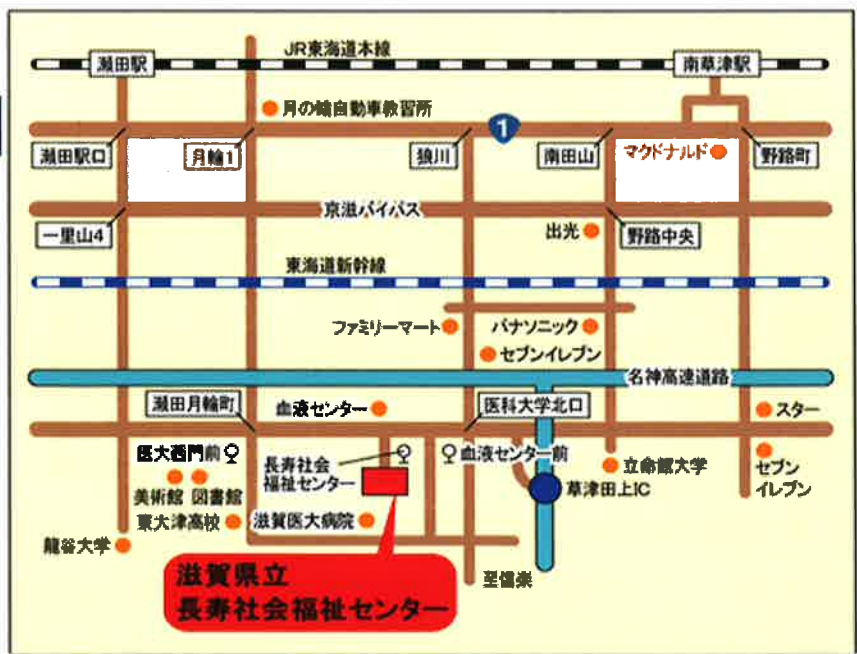 JR東海道本線
瀬田駅
南草津駅
月の輪自動車教習所
1
瀬田駅口
月輪1
狼川
南田山
マクドナルド
野路町
京滋バイパス
一里山4
出光
野路中央
東海道新幹線
ファミリーマート
パナソニック
セブンイレブン
名神高速道路
瀬田月輪町
血液センター
医科大学北口
スター
医大西門前
長寿社会
福祉センター
血液センター前
立命館大学
セブン
イレブン
美術館 図書館
草津田上IC
東大津高校
滋賀医大病院
龍谷大学
至信楽
滋賀県立
長寿社会福祉センター